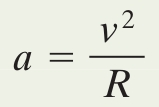 a = v² / R